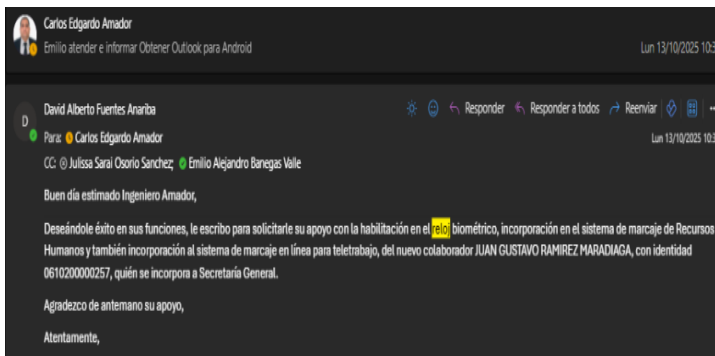 Carlos Edgardo Amador
Emilio atender e informar Obtener Outlook para Android
Lun 13/10/2025 10:3
D
David Alberto Fuentes Anariba
Responder
Responder a todos
Reenviar
Para: Carlos Edgardo Amador
Lun 13/10/2025 10:3
CC: Julissa Sarai Osorio Sanchez; Emilio Alejandro Banegas Valle
Buen día estimado Ingeniero Amador,
Deseándole éxito en sus funciones, le escribo para solicitarle su apoyo con la habilitación en el reloj biométrico, incorporación en el sistema de marcaje de Recursos
Humanos y también incorporación al sistema de marcaje en línea para teletrabajo, del nuevo colaborador JUAN GUSTAVO RAMIREZ MARADIAGA, con identidad
0610200000257, quién se incorpora a Secretaría General.
Agradezco de antemano su apoyo,
Atentamente,